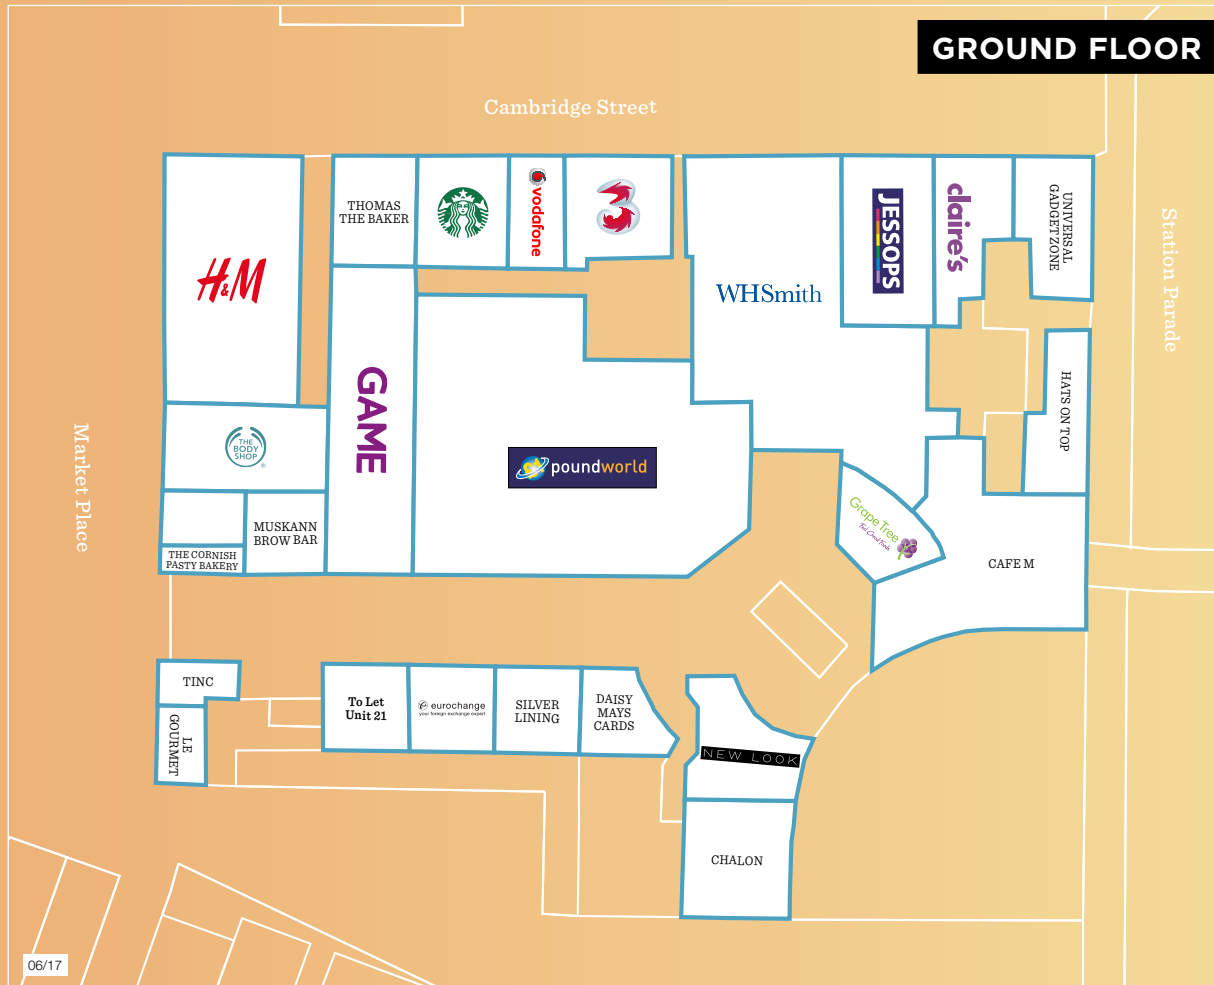 GROUND FLOOR
Cambridge Street
Station Parade
Market Place
H&M
THOMAS
THE BAKER
vodafone
3
WHSmith
JESSOPS
claire's
UNIVERSAL
GADGET ZONE
HATS ON TOP
GAME
THE
BODY
SHOP
®
poundworld
MUSKANN
BROW BAR
THE CORNISH
PASTY BAKERY
Grape Tree
Feel Good Foods
CAFE M
TINC
LE
GOURMET
To Let
Unit 21
eurochange
your foreign exchange expert
SILVER
LINING
DAISY
MAYS
CARDS
NEW LOOK
CHALON
06/17